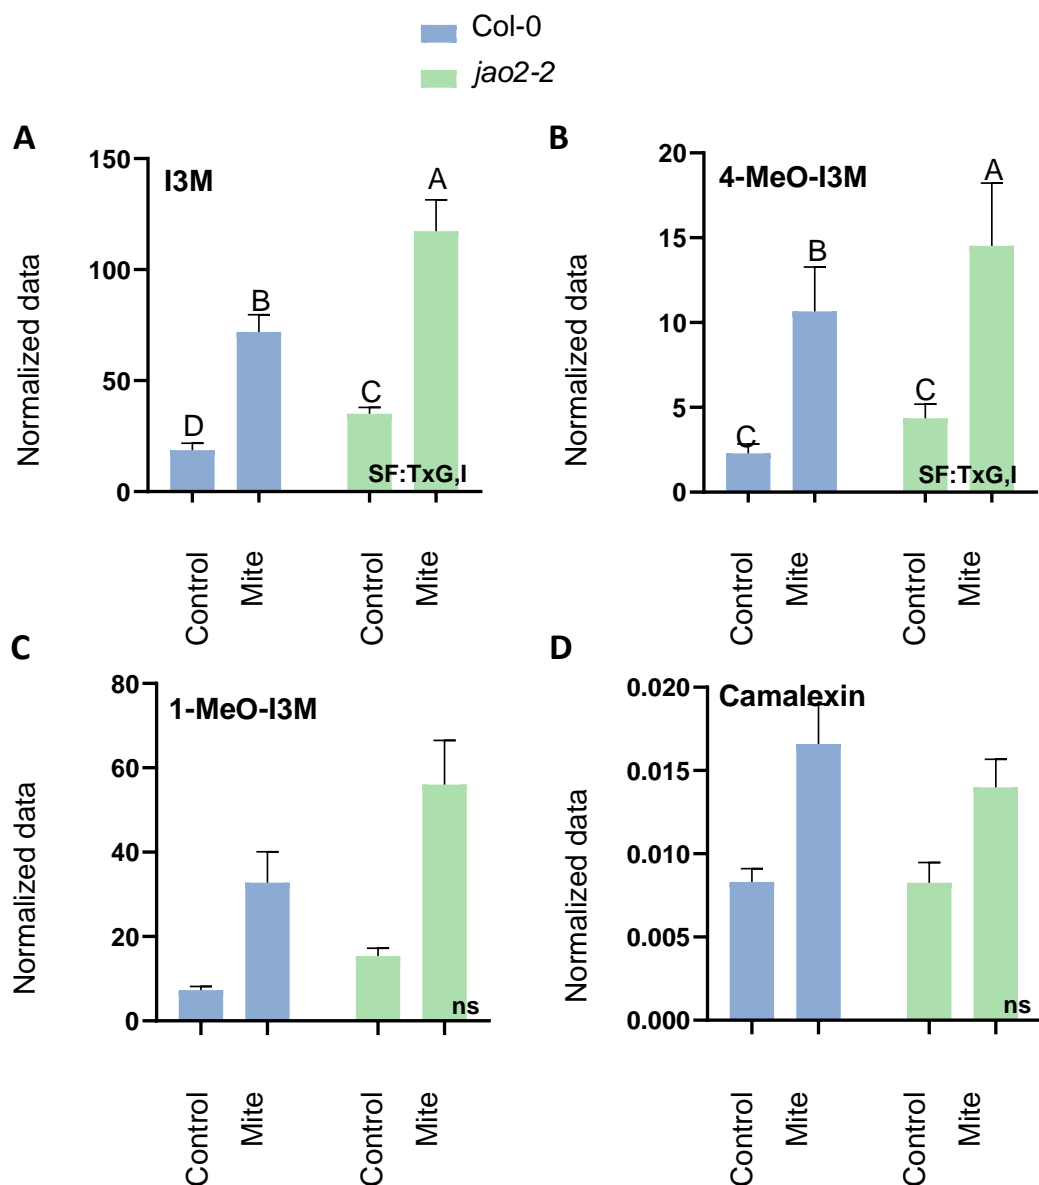 Col-0
jao2-2
A
I3M
Normalized data
150
100
50
0
D
B
C
A
SF:TxG,I
Control
Mite
Control
Mite
B
4-MeO-I3M
Normalized data
20
15
10
5
0
C
B
C
A
SF:TxG,I
Control
Mite
Control
Mite
C
1-MeO-I3M
Normalized data
80
60
40
20
0
ns
Control
Mite
Control
Mite
D
Camalexin
Normalized data
0.020
0.015
0.010
0.005
0.000
ns
Control
Mite
Control
Mite